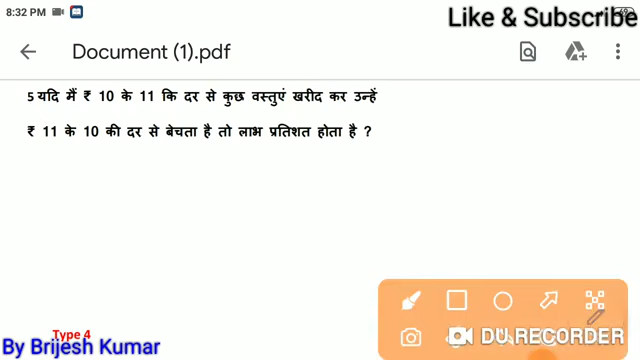 8:32 PM
Like & Subscribe
Document (1).pdf
5 यदि मैं ₹ 10 के 11 कि दर से कुछ वस्तुएं खरीद कर उन्हें
₹ 11 के 10 की दर से बेचता है तो लाभ प्रतिशत होता है ?
Type 4
By Brijesh Kumar
DU RECORDER